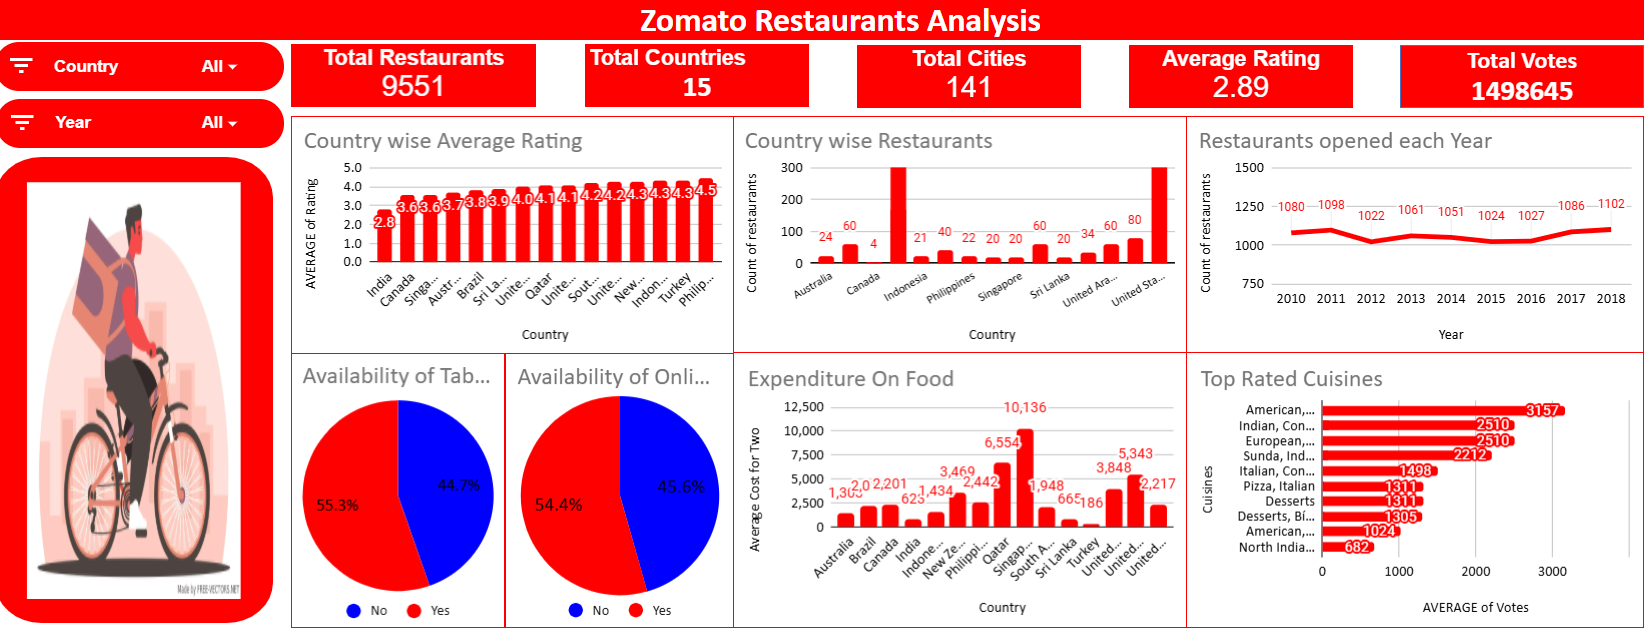 Zomato Restaurants Analysis
Country All
Year All
Total Restaurants
9551
Total Countries
15
Total Cities
141
Average Rating
2.89
Total Votes
1498645
Made by FREE-VECTORS.NET
Country wise Average Rating
AVERAGE of Rating
5.0
4.0
3.0
2.0
1.0
0.0
2.8 3.6 3.6 3.7 3.8 3.9 4.0 4.1 4.1 4.2 4.2 4.3 4.3 4.3 4.5
India Canada Singa... Austr... Brazil Sri La... Unite... Qatar Unite... Sout... Unite... New... Indon... Turkey Philip...
Country
Country wise Restaurants
Count of restaurants
300
200
100
0
24 60 4 21 40 22 20 20 60 20 34 60 80
Australia Canada Indonesia Philippines Singapore Sri Lanka United Ara... United Sta...
Country
Restaurants opened each Year
Count of restaurants
1500
1250
1000
750
1080 1098 1022 1061 1051 1024 1027 1086 1102
2010 2011 2012 2013 2014 2015 2016 2017 2018
Year
Availability of Tab...
55.3% 44.7%
No Yes
Availability of Onli...
54.4% 45.6%
No Yes
Expenditure On Food
Average Cost for Two
12,500
10,000
7,500
5,000
2,500
0
2,201 623 1,434 3,469 2,442 6,554 10,136 1,948 665 186 3,848 5,343 2,217
Australia Brazil Canada India Indone... New Ze... Philippi... Qatar Singap... South A... Sri Lanka Turkey United... United... United...
Country
Top Rated Cuisines
Cuisines
American,... 3157
Indian, Con... 2510
European,... 2510
Sunda, Ind... 2212
Italian, Con... 1498
Pizza, Italian 1311
Desserts 1311
Desserts, Bí... 1305
American,... 1024
North India... 682
0 1000 2000 3000
AVERAGE of Votes